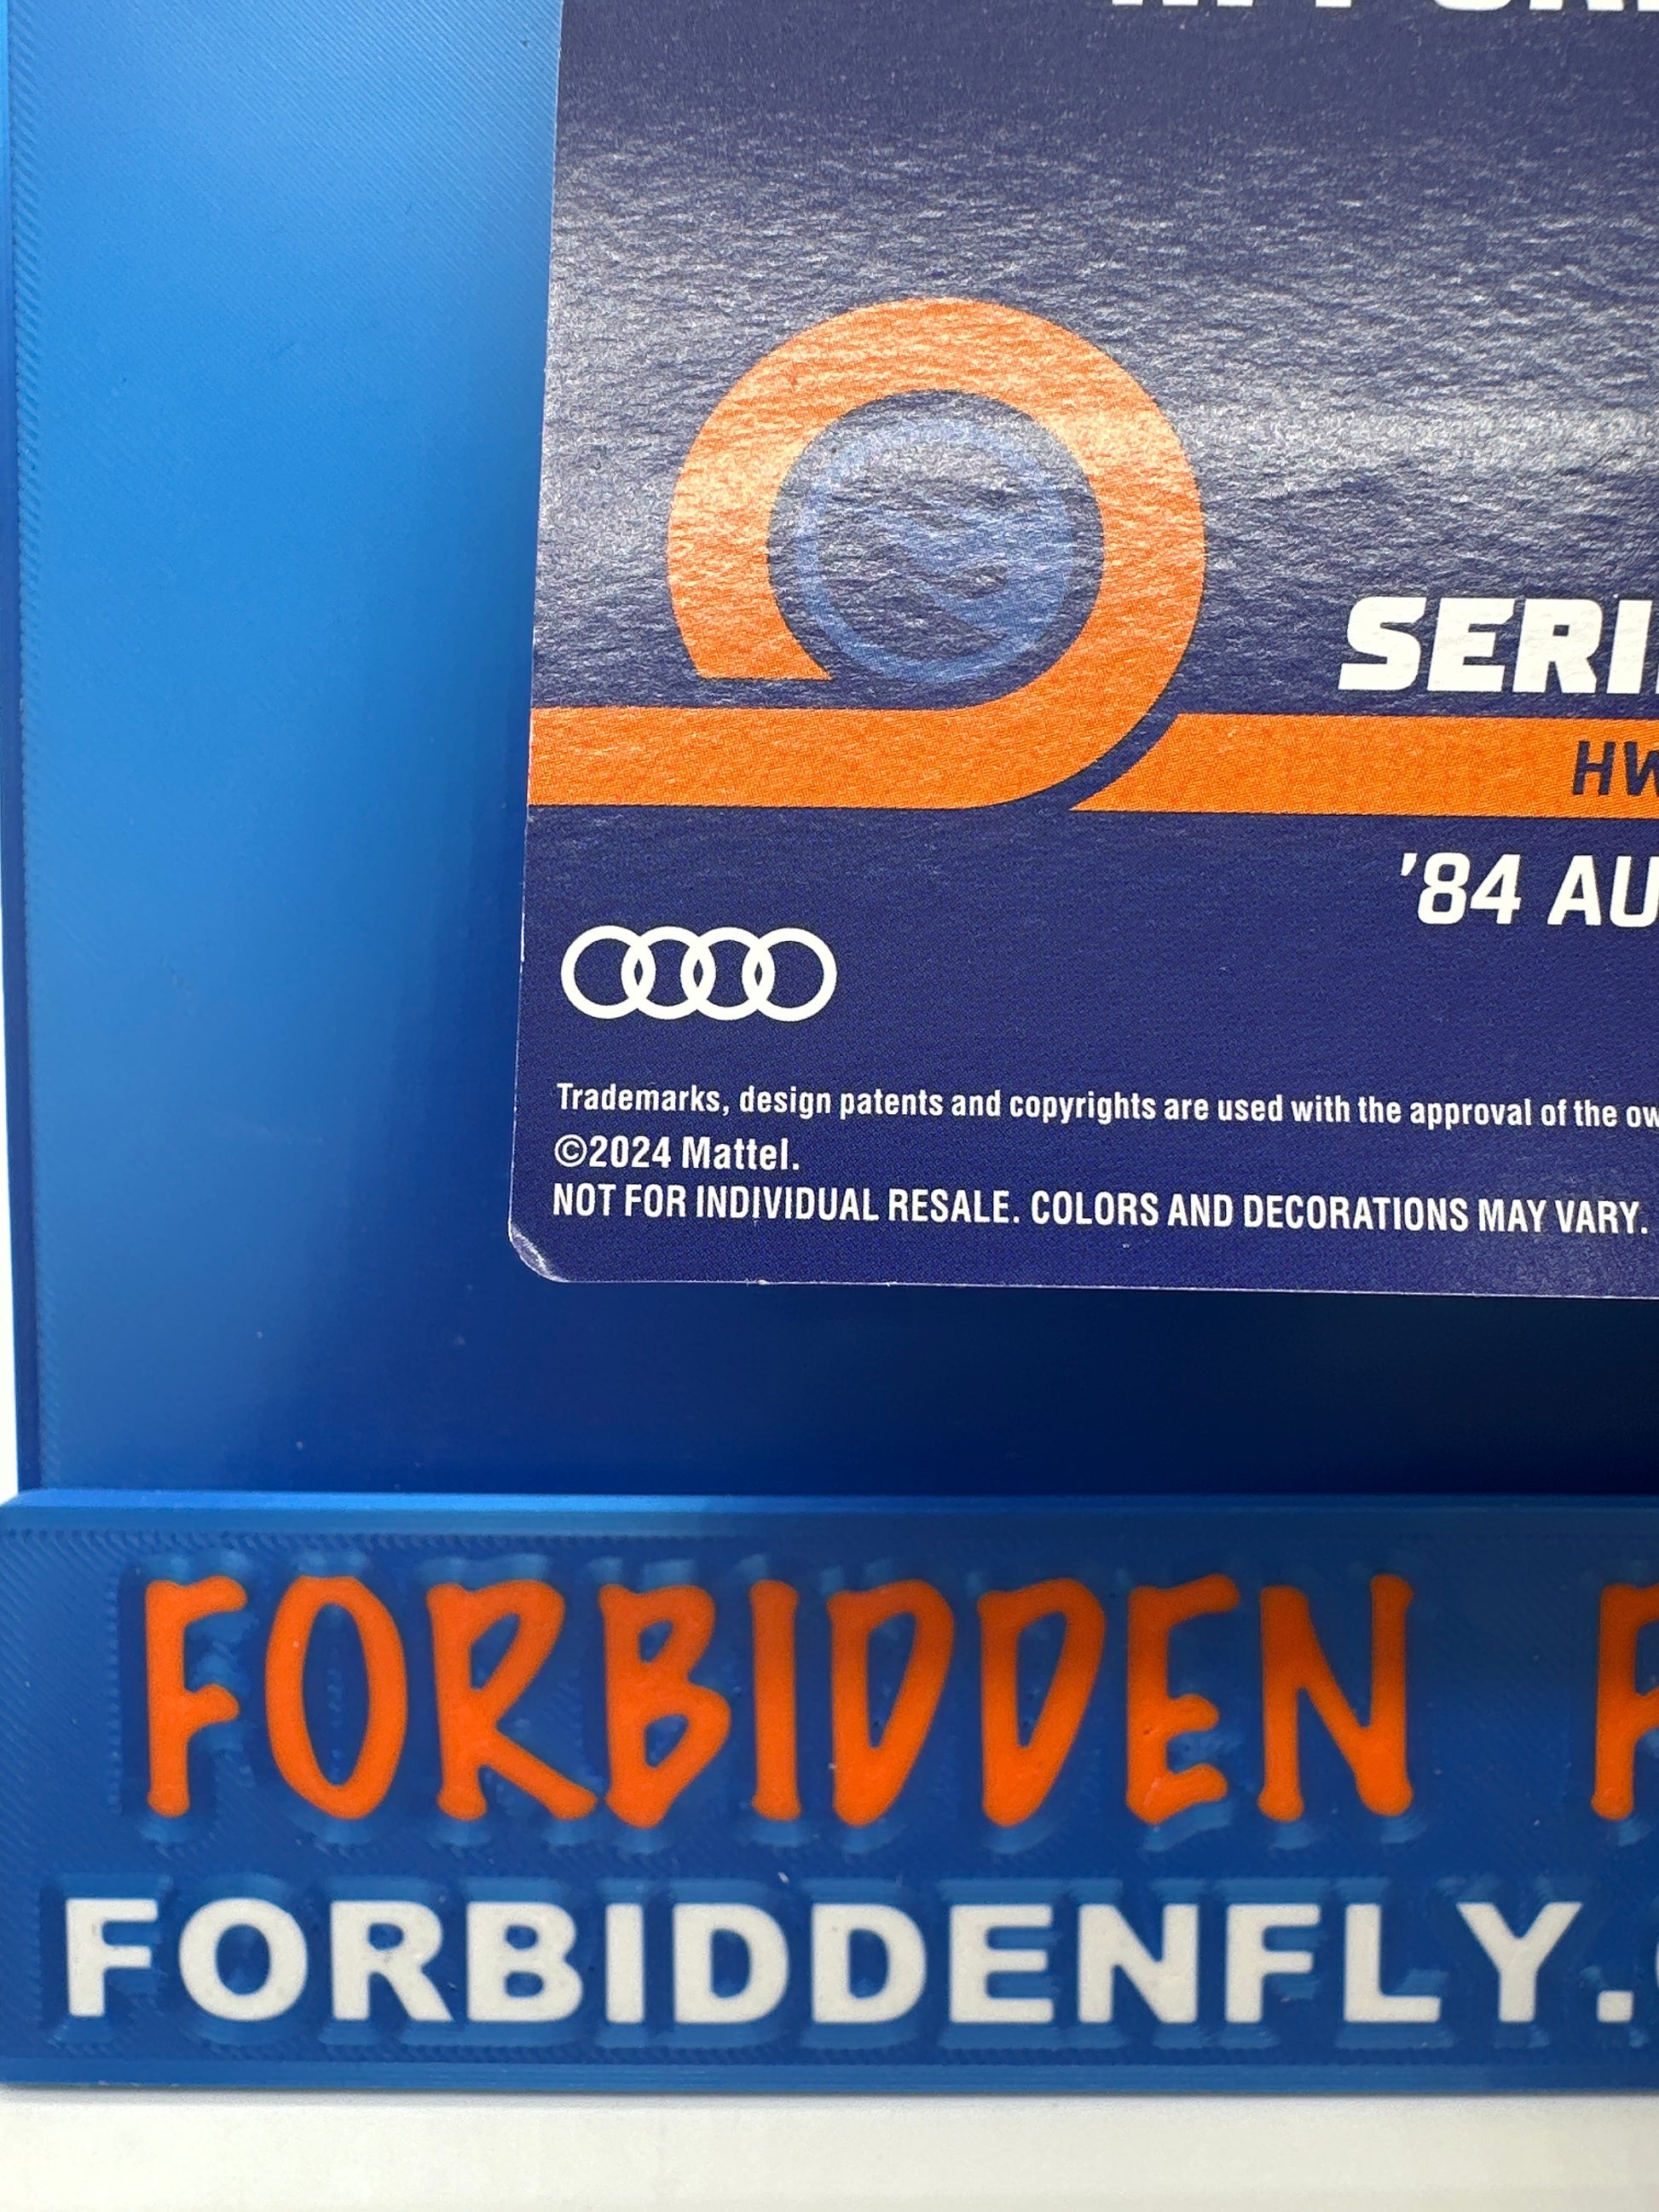 SERI
HW
'84 AU
Trademarks, design patents and copyrights are used with the approval of the ow
©2024 Mattel.
NOT FOR INDIVIDUAL RESALE. COLORS AND DECORATIONS MAY VARY.
FORBIDDEN
FORBIDDENFLY.